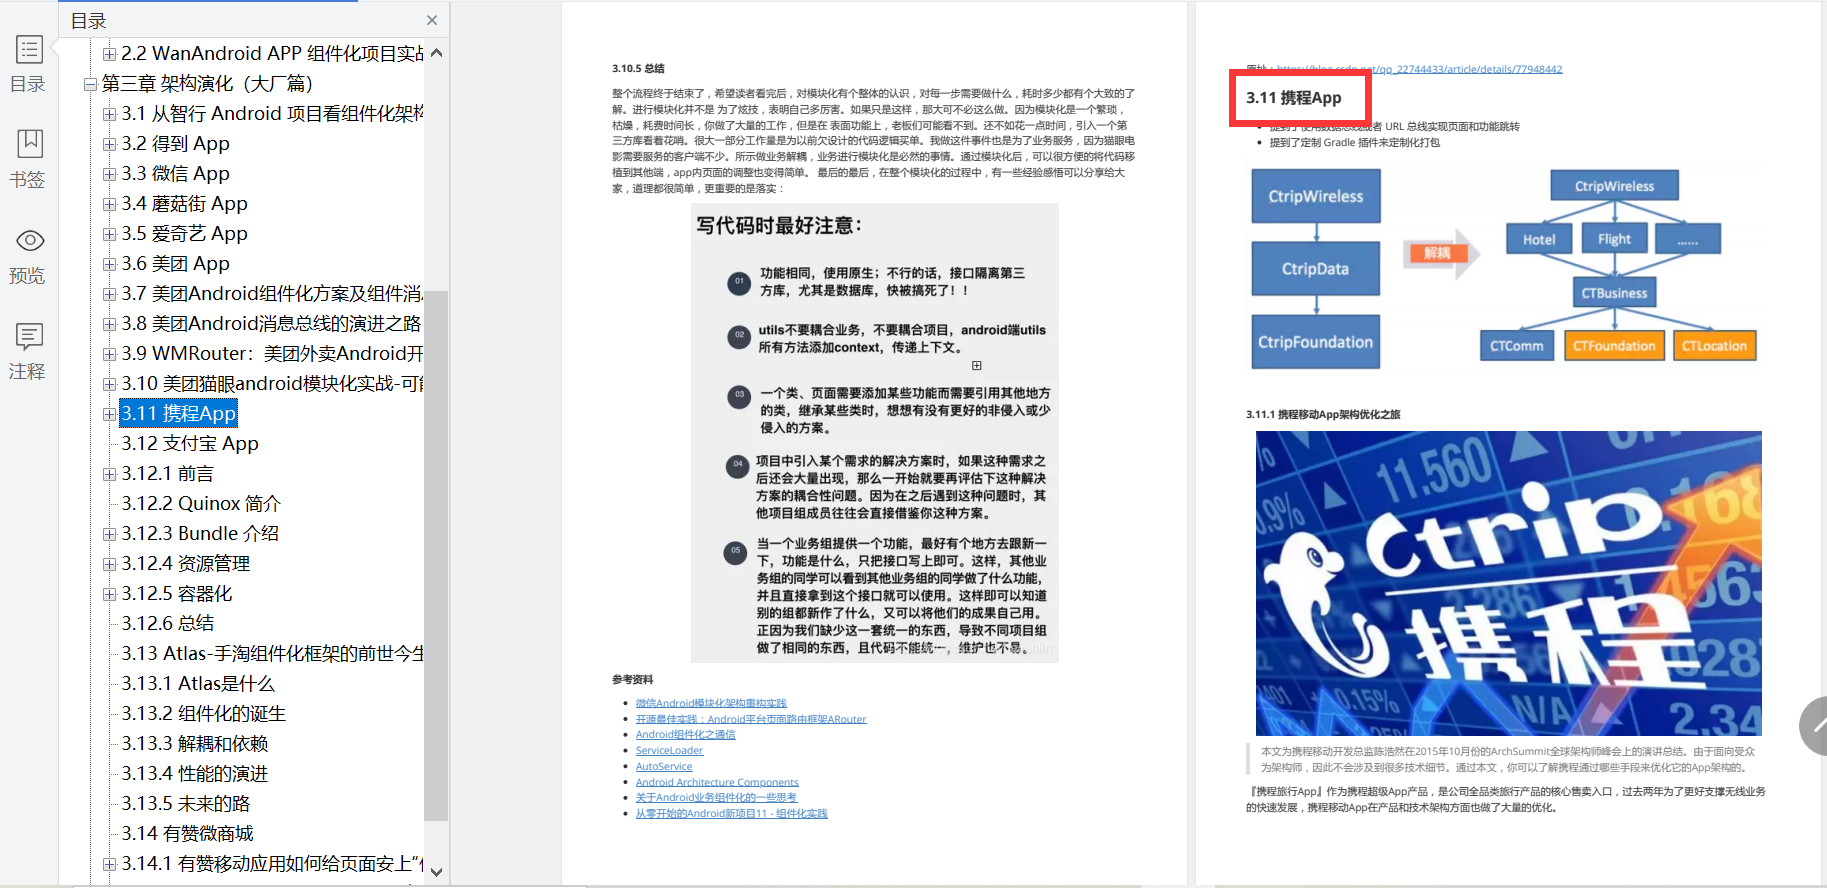 目录
书签
预览
注释
目录
2.2 WanAndroid APP 组件化项目实战
第三章 架构演化（大厂篇）
3.1 从智行 Android 项目看组件化架构
3.2 得到 App
3.3 微信 App
3.4 蘑菇街 App
3.5 爱奇艺 App
3.6 美团 App
3.7 美团Android组件化方案及组件消
3.8 美团Android消息总线的演进之路
3.9 WMRouter：美团外卖Android开
3.10 美团猫眼android模块化实战-可能
3.11 携程App
3.12 支付宝 App
3.12.1 前言
3.12.2 Quinox 简介
3.12.3 Bundle 介绍
3.12.4 资源管理
3.12.5 容器化
3.12.6 总结
3.13 Atlas-手淘组件化框架的前世今生
3.13.1 Atlas是什么
3.13.2 组件化的诞生
3.13.3 解耦和依赖
3.13.4 性能的演进
3.13.5 未来的路
3.14 有赞微商城
3.14.1 有赞移动应用如何给页面安上“
3.10.5 总结
整个流程终于结束了，希望读者看完后，对模块化有个整体的认识，对每一步需要做什么，耗时多少都有个大致的了
解。进行模块化并不是 为了炫技，表明自己多厉害。如果只是这样，那大可不必这么做。因为模块化是一个繁琐，
枯燥，耗费时间长，你做了大量的工作，但是在 表面功能上，老板们可能看不到。还不如花一点时间，引入一个第
三方库看看花哨。很大一部分工作量是为以前欠设计的代码逻辑买单。我做这件事件也是为了业务服务，因为猫眼电
影需要服务的客户端不少。所示做业务解耦，业务进行模块化是必然的事情。通过模块化后，可以很方便的将代码移
植到其他端，app内页面的调整也变得简单。 最后的最后，在整个模块化的过程中，有一些经验感悟可以分享给大
家，道理都很简单，更重要的是落实：
写代码时最好注意：
01
功能相同，使用原生；不行的话，接口隔离第三
方库，尤其是数据库，快被搞死了！！
02
utils不要耦合业务，不要耦合项目，android端utils
所有方法添加context，传递上下文。
03
一个类、页面需要添加某些功能而需要引用其他地方
的类，继承某些类时，想想有没有更好的非侵入或少
侵入的方案。
04
项目中引入某个需求的解决方案时，如果这种需求之
后还会大量出现，那么一开始就要再评估下这种解决
方案的耦合性问题。因为在之后遇到这种问题时，其
他项目组成员往往会直接借鉴你这种方案。
05
当一个业务组提供一个功能，最好有个地方去跟新一
下，功能是什么，只把接口写上即可。这样，其他业
务组的同学可以看到其他业务组的同学做了什么功能，
并且直接拿到这个接口就可以使用。这样即可以知道
别的组都新作了什么，又可以将他们的成果自己用。
正因为我们缺少这一套统一的东西，导致不同项目组
做了相同的东西，且代码不能统一，维护也不易。
参考资料
微信Android模块化架构重构实践
开源最佳实践：Android平台页面路由框架ARouter
Android组件化之通信
ServiceLoader
AutoService
Android Architecture Components
关于Android业务组件化的一些思考
从零开始的Android新项目11 - 组件化实践
原址：https://blog.csdn.net/qq_22744433/article/details/77948442
3.11 携程App
提到了使用数据总线或者 URL 总线实现页面和功能跳转
提到了定制 Gradle 插件来定制化打包
CtripWireless
CtripData
CtripFoundation
解耦
CtripWireless
Hotel
Flight
......
CTBusiness
CTComm
CTFoundation
CTLocation
3.11.1 携程移动App架构优化之旅
11.560
0.9%
Ctrip
携程
0.15%
N/A
2.34
本文为携程移动开发总监陈浩然在2015年10月份的ArchSummit全球架构师峰会上的演讲总结。由于面向受众
为架构师，因此不会涉及到很多技术细节。通过本文，你可以了解携程通过哪些手段来优化它的App架构的。
『携程旅行App』作为携程超级App产品，是公司全品类旅行产品的核心售卖入口，过去两年为了更好支撑无线业务
的快速发展，携程移动App在产品和技术架构方面也做了大量的优化。